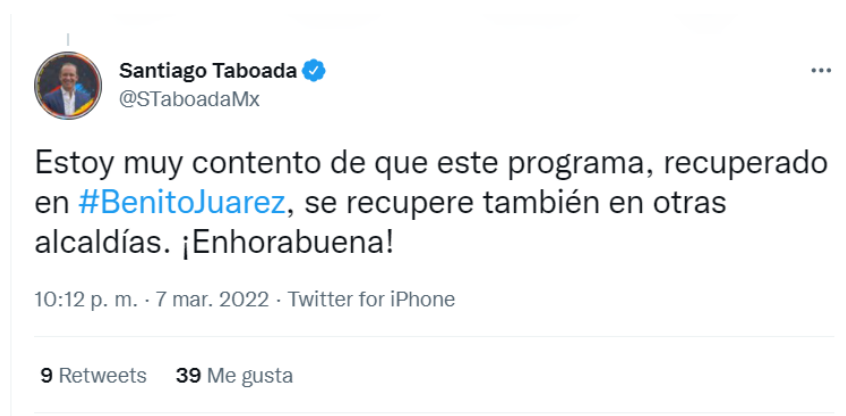 Santiago Taboada
@STaboadaMx
Estoy muy contento de que este programa, recuperado
en #BenitoJuarez, se recupere también en otras
alcaldías. ¡Enhorabuena!
10:12 p. m. · 7 mar. 2022 · Twitter for iPhone
9 Retweets 39 Me gusta